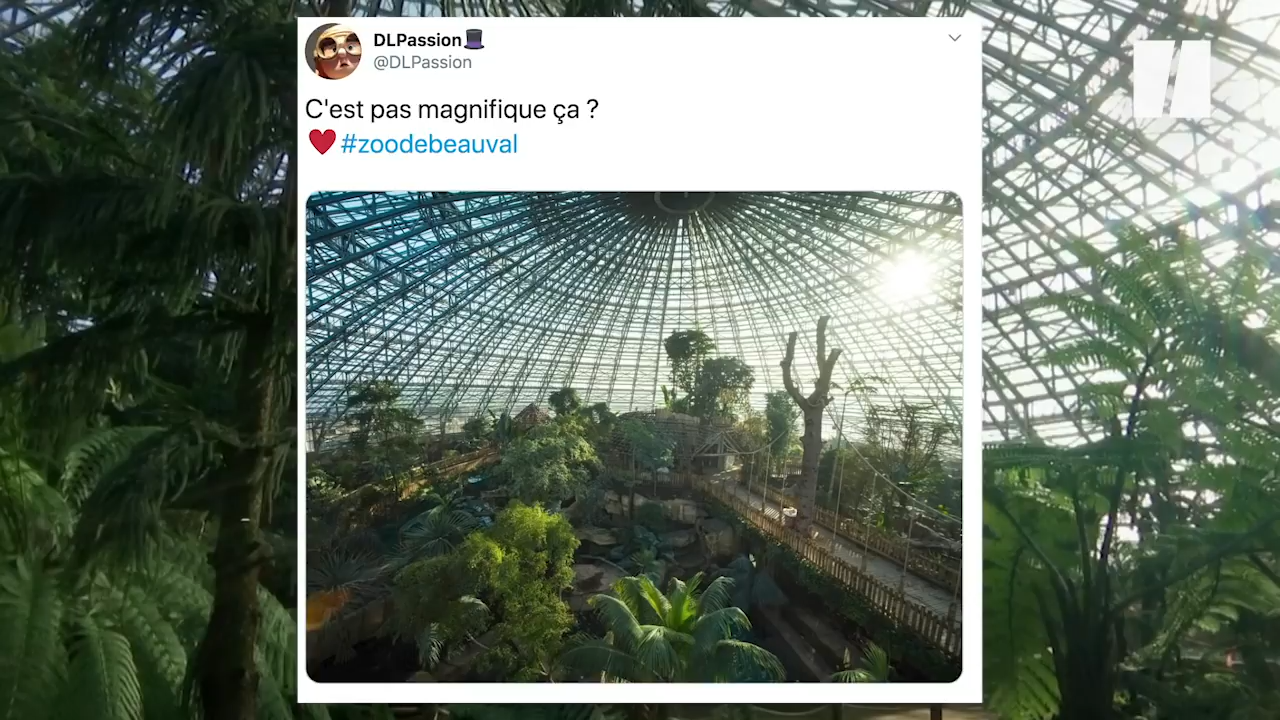 DLPassion🎩
@DLPassion
C'est pas magnifique ça ?
♥️ #zoodebeauval